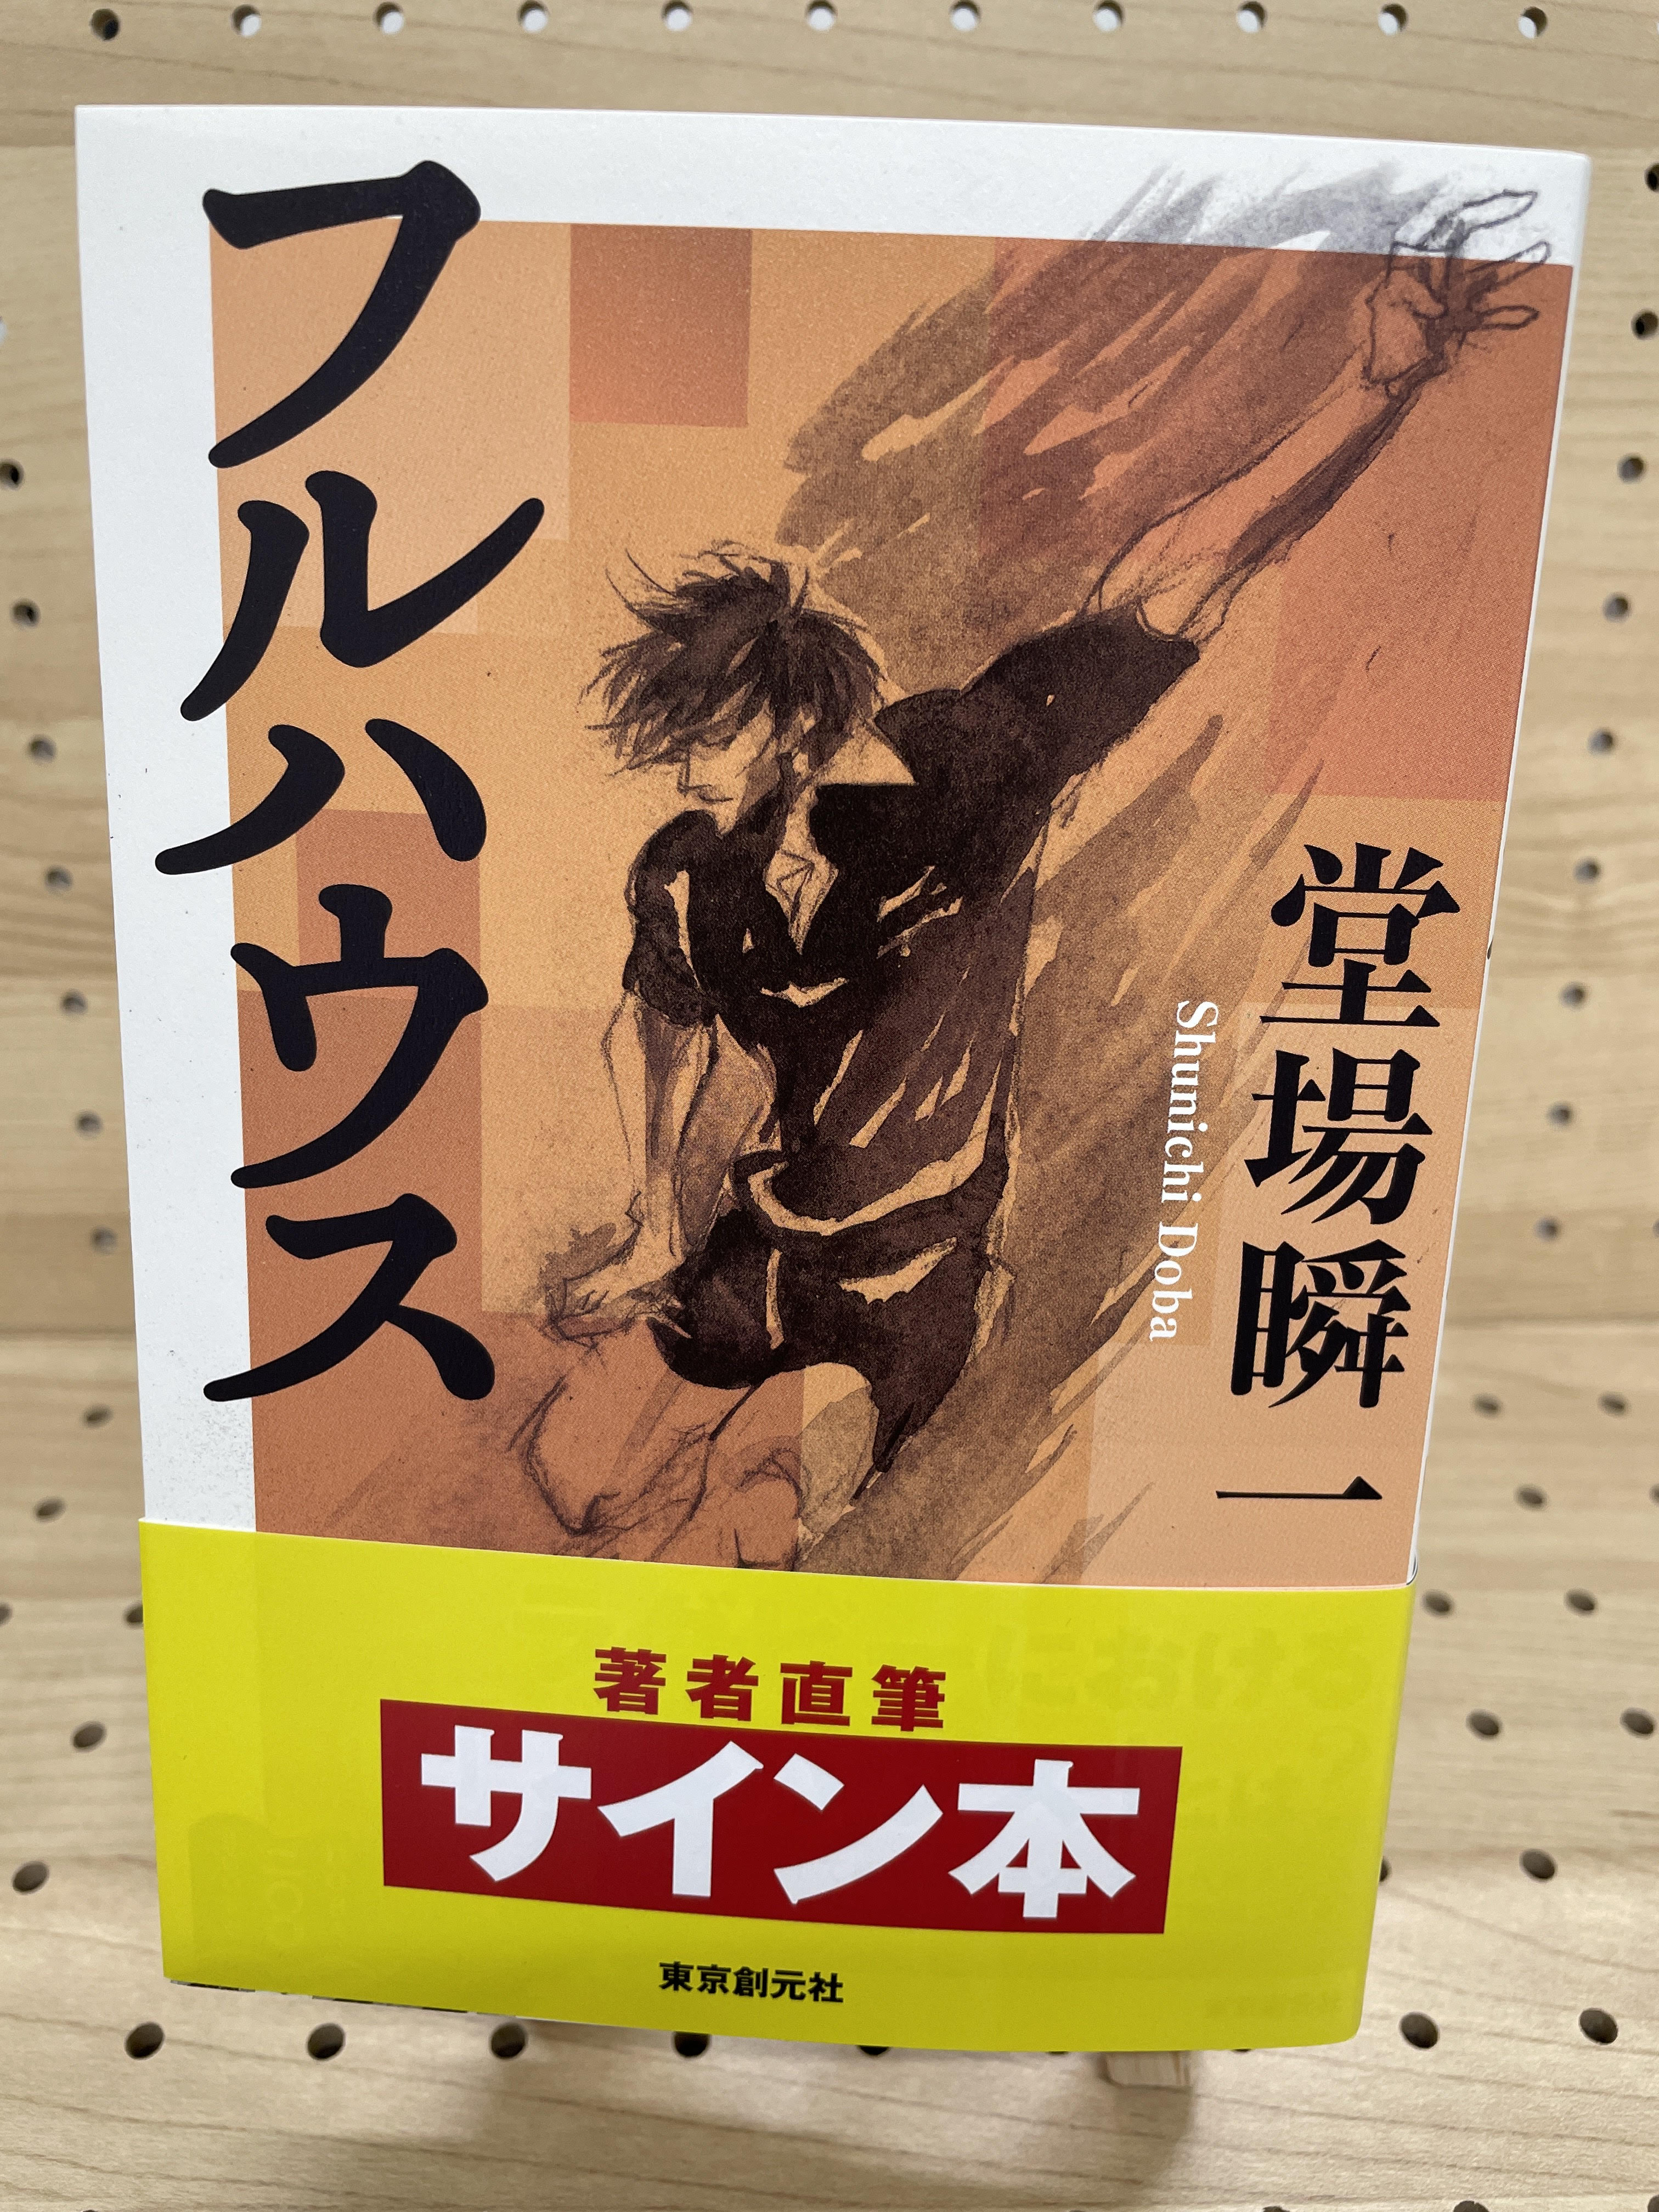 フルハウス
堂場瞬一
Shunichi Doba
著者直筆
サイン本
東京創元社